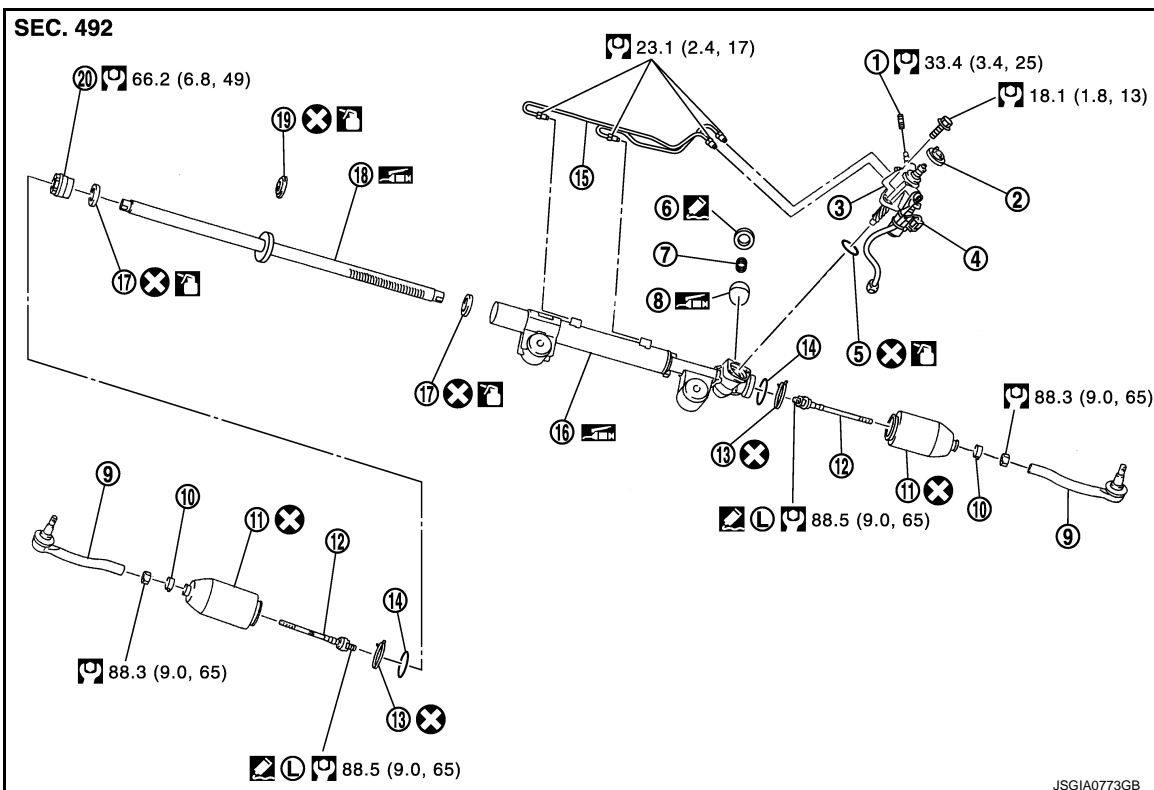 SEC. 492
23.1 (2.4, 17)
1 33.4 (3.4, 25)
18.1 (1.8, 13)
20 66.2 (6.8, 49)
19
18
15
2
3
6
4
7
17
8
5
14
17
16
13
12
88.3 (9.0, 65)
11
10
9
88.5 (9.0, 65)
9
10
11
12
14
88.3 (9.0, 65)
13
L 88.5 (9.0, 65)
L
JSGIA0773GB